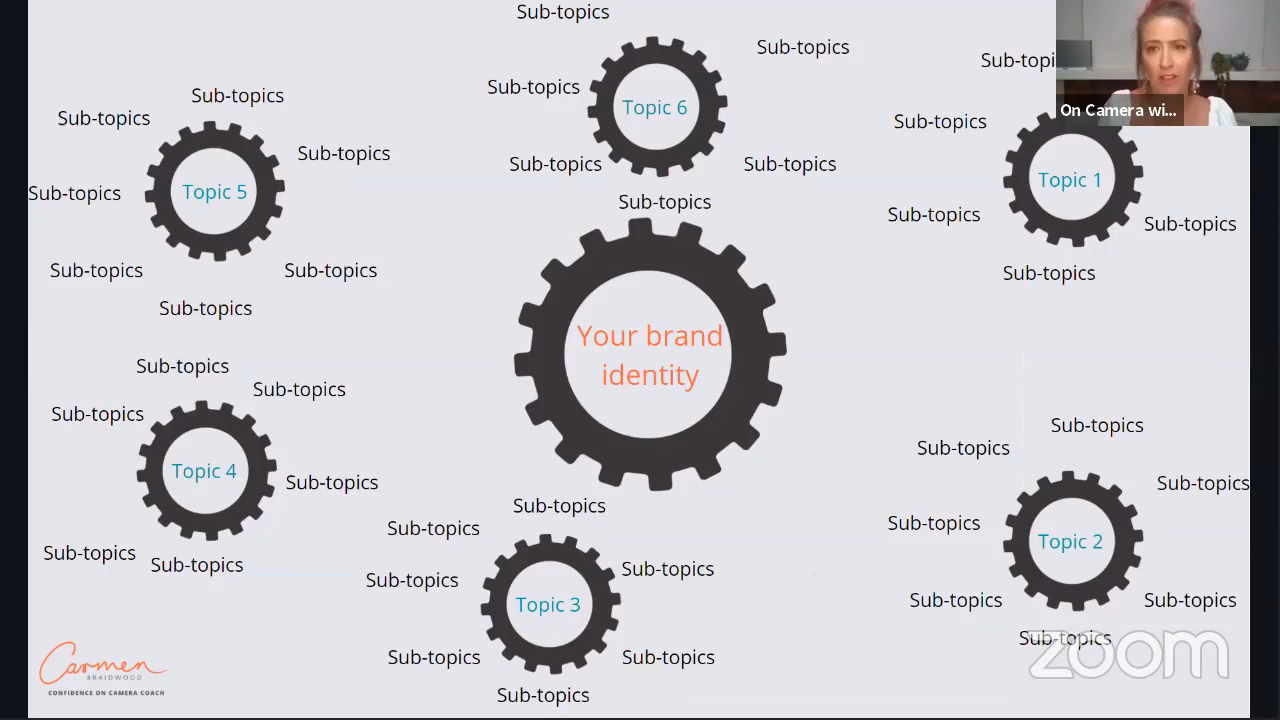 Sub-topics
Sub-topics
Sub-topics
Topic 6
Sub-topics
Sub-topics
Sub-topics
On Camera wi...
Sub-topi
Sub-topics
Topic 1
Sub-topics
Sub-topics
Sub-topics
Sub-topics
Sub-topics
Sub-topics
Sub-topics
Topic 5
Sub-topics
Sub-topics
Sub-topics
Your brand
identity
Sub-topics
Sub-topics
Sub-topics
Topic 4
Sub-topics
Sub-topics
Sub-topics
Sub-topics
Sub-topics
Sub-topics
Sub-topics
Topic 3
Sub-topics
Sub-topics
Sub-topics
Sub-topics
Sub-topics
Sub-topics
Sub-topics
Topic 2
Sub-topics
Sub-topics
Sub-topics
Carmen
BRAIDWOOD
CONFIDENCE ON CAMERA COACH
zoom